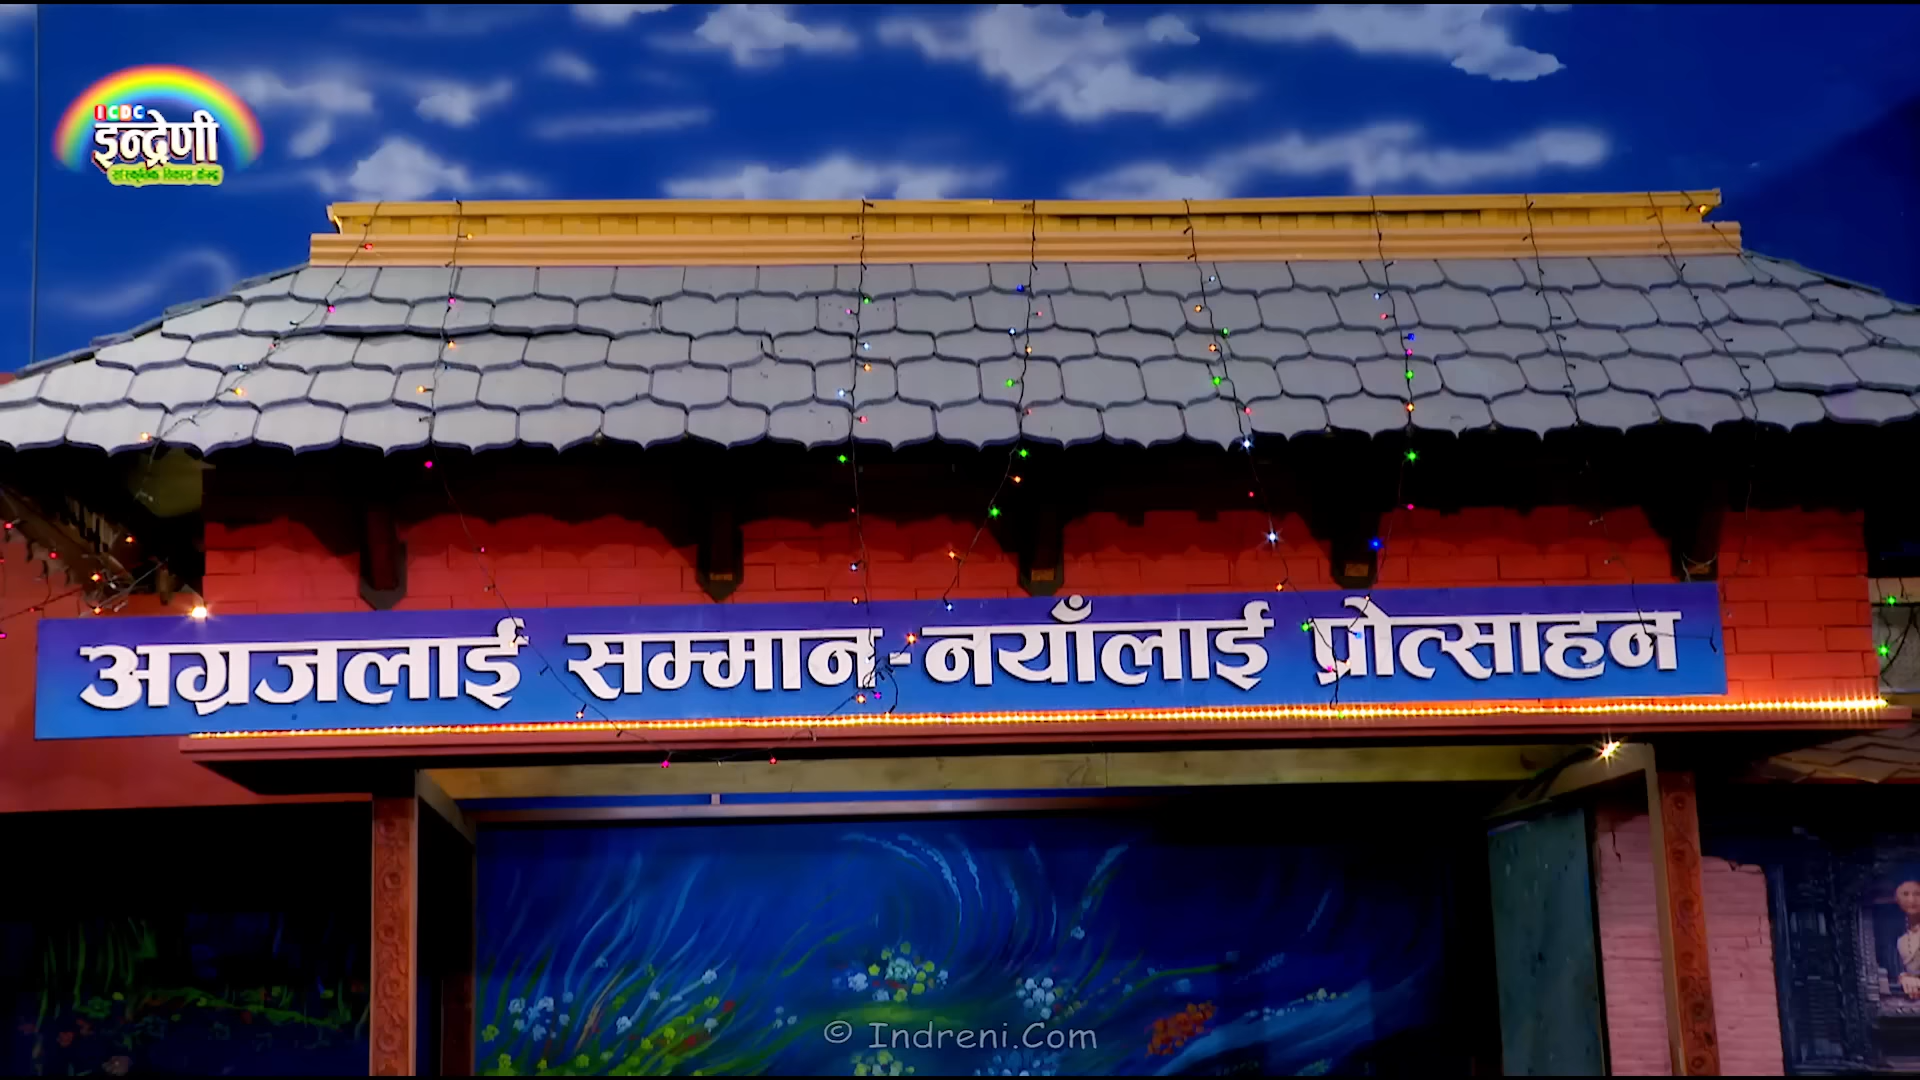 ICDC
इन्द्रेणी
सांस्कृतिक विकास केन्द्र
अग्रजलाई सम्मान-नयाँलाई प्रोत्साहन
© Indreni.Com